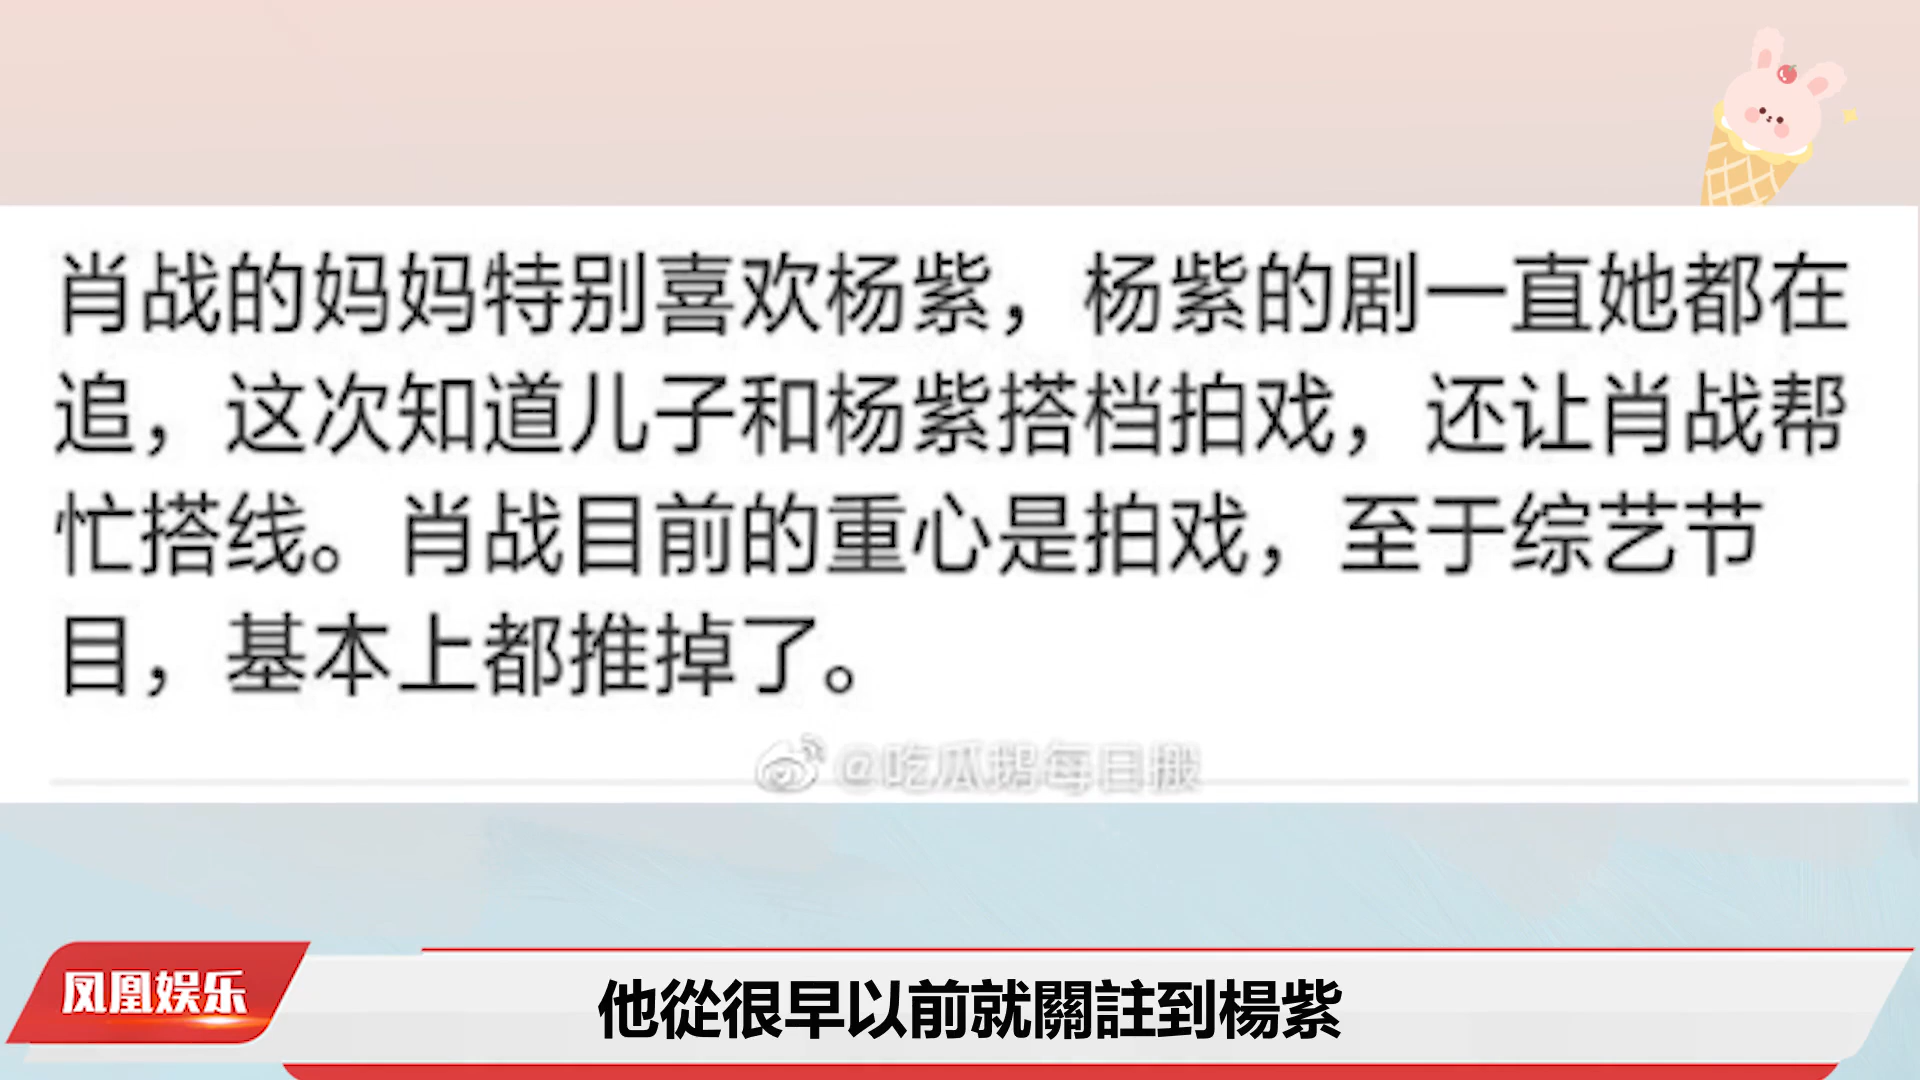 肖战的妈妈特别喜欢杨紫，杨紫的剧一直她都在
追，这次知道儿子和杨紫搭档拍戏，还让肖战帮
忙搭线。肖战目前的重心是拍戏，至于综艺节
目，基本上都推掉了。
@吃瓜鹅每日搬
凤凰娱乐
他從很早以前就關註到楊紫